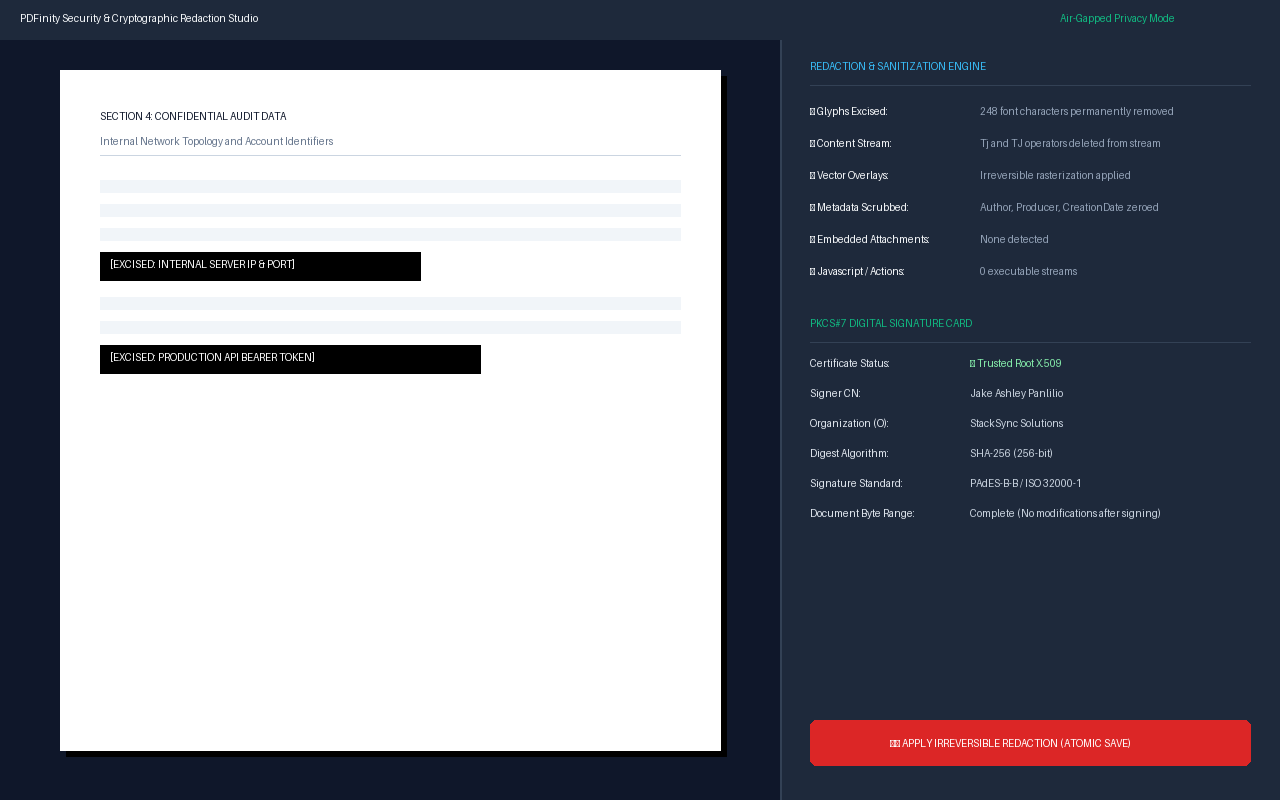 PDFinity Security & Cryptographic Redaction Studio
Air-Gapped Privacy Mode
SECTION 4: CONFIDENTIAL AUDIT DATA
Internal Network Topology and Account Identifiers
[EXCISED: INTERNAL SERVER IP & PORT]
[EXCISED: PRODUCTION API BEARER TOKEN]
REDACTION & SANITIZATION ENGINE
Glyphs Excised: 248 font characters permanently removed
Content Stream: Tj and TJ operators deleted from stream
Vector Overlays: Irreversible rasterization applied
Metadata Scrubbed: Author, Producer, CreationDate zeroed
Embedded Attachments: None detected
Javascript / Actions: 0 executable streams
PKCS#7 DIGITAL SIGNATURE CARD
Certificate Status: Trusted Root X.509
Signer CN: Jake Ashley Panlilio
Organization (O): StackSync Solutions
Digest Algorithm: SHA-256 (256-bit)
Signature Standard: PAdES-B-B / ISO 32000-1
Document Byte Range: Complete (No modifications after signing)
APPLY IRREVERSIBLE REDACTION (ATOMIC SAVE)